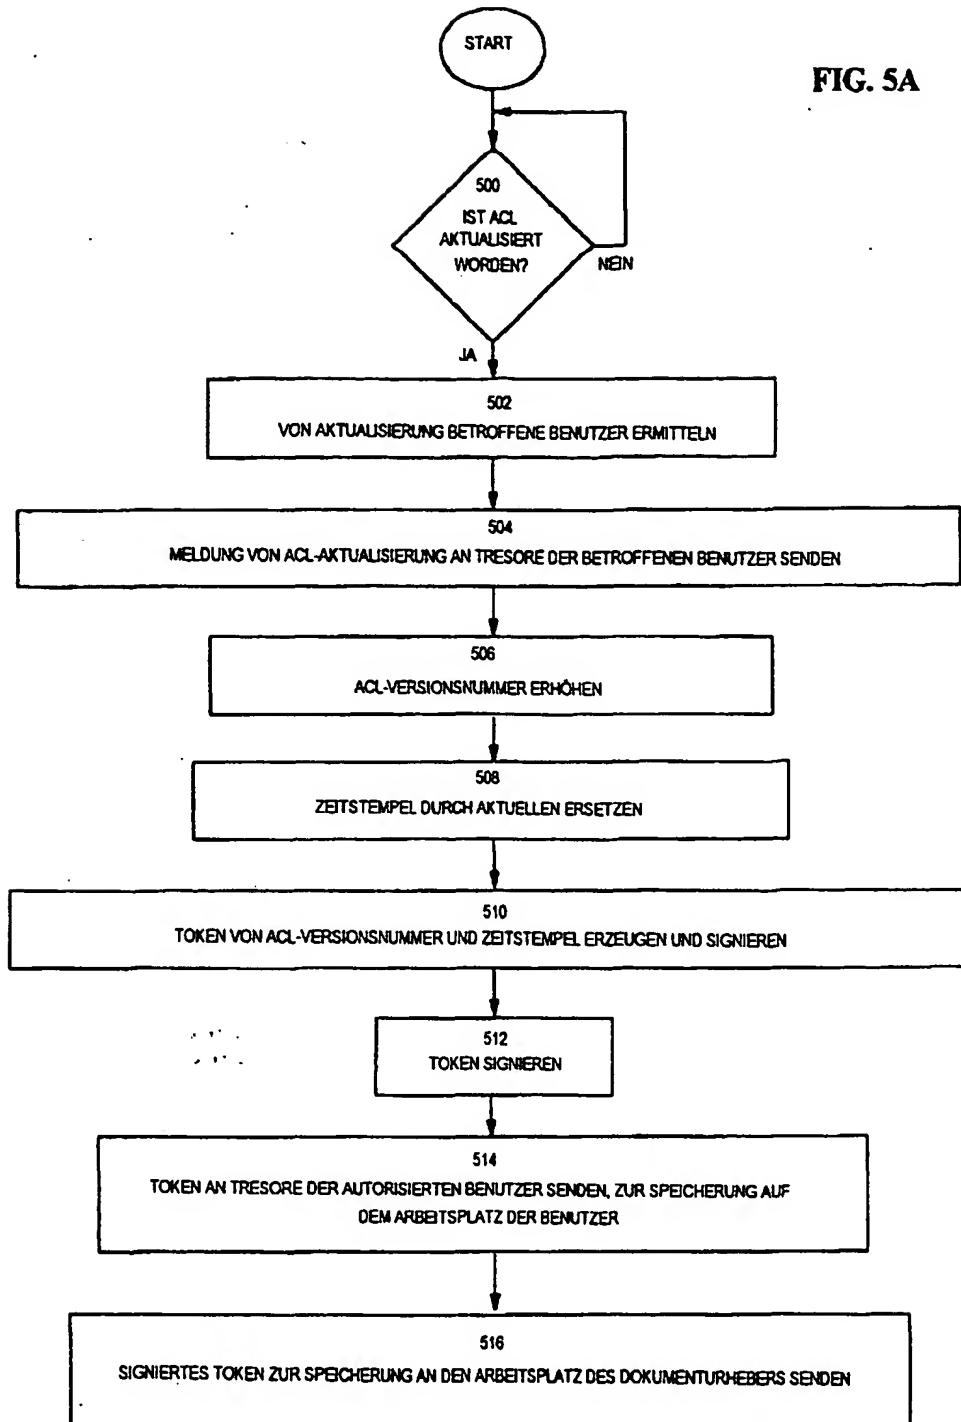 START
FIG. 5A
500
IST ACL
AKTUALISIERT
WORDEN?
NEIN
JA
502
VON AKTUALISIERUNG BETROFFENE BENUTZER ERMITTELN
504
MELDUNG VON ACL-AKTUALISIERUNG AN TRESORE DER BETROFFENEN BENUTZER SENDEN
506
ACL-VERSIONSNUMMER ERHÖHEN
508
ZEITSTEMPEL DURCH AKTUELLEN ERSETZEN
510
TOKEN VON ACL-VERSIONSNUMMER UND ZEITSTEMPEL ERZEUGEN UND SIGNIEREN
512
TOKEN SIGNIEREN
514
TOKEN AN TRESORE DER AUTORISIERTEN BENUTZER SENDEN, ZUR SPEICHERUNG AUF
DEM ARBEITSPLATZ DER BENUTZER
516
SIGNIERTES TOKEN ZUR SPEICHERUNG AN DEN ARBEITSPLATZ DES DOKUMENTURHEBERS SENDEN